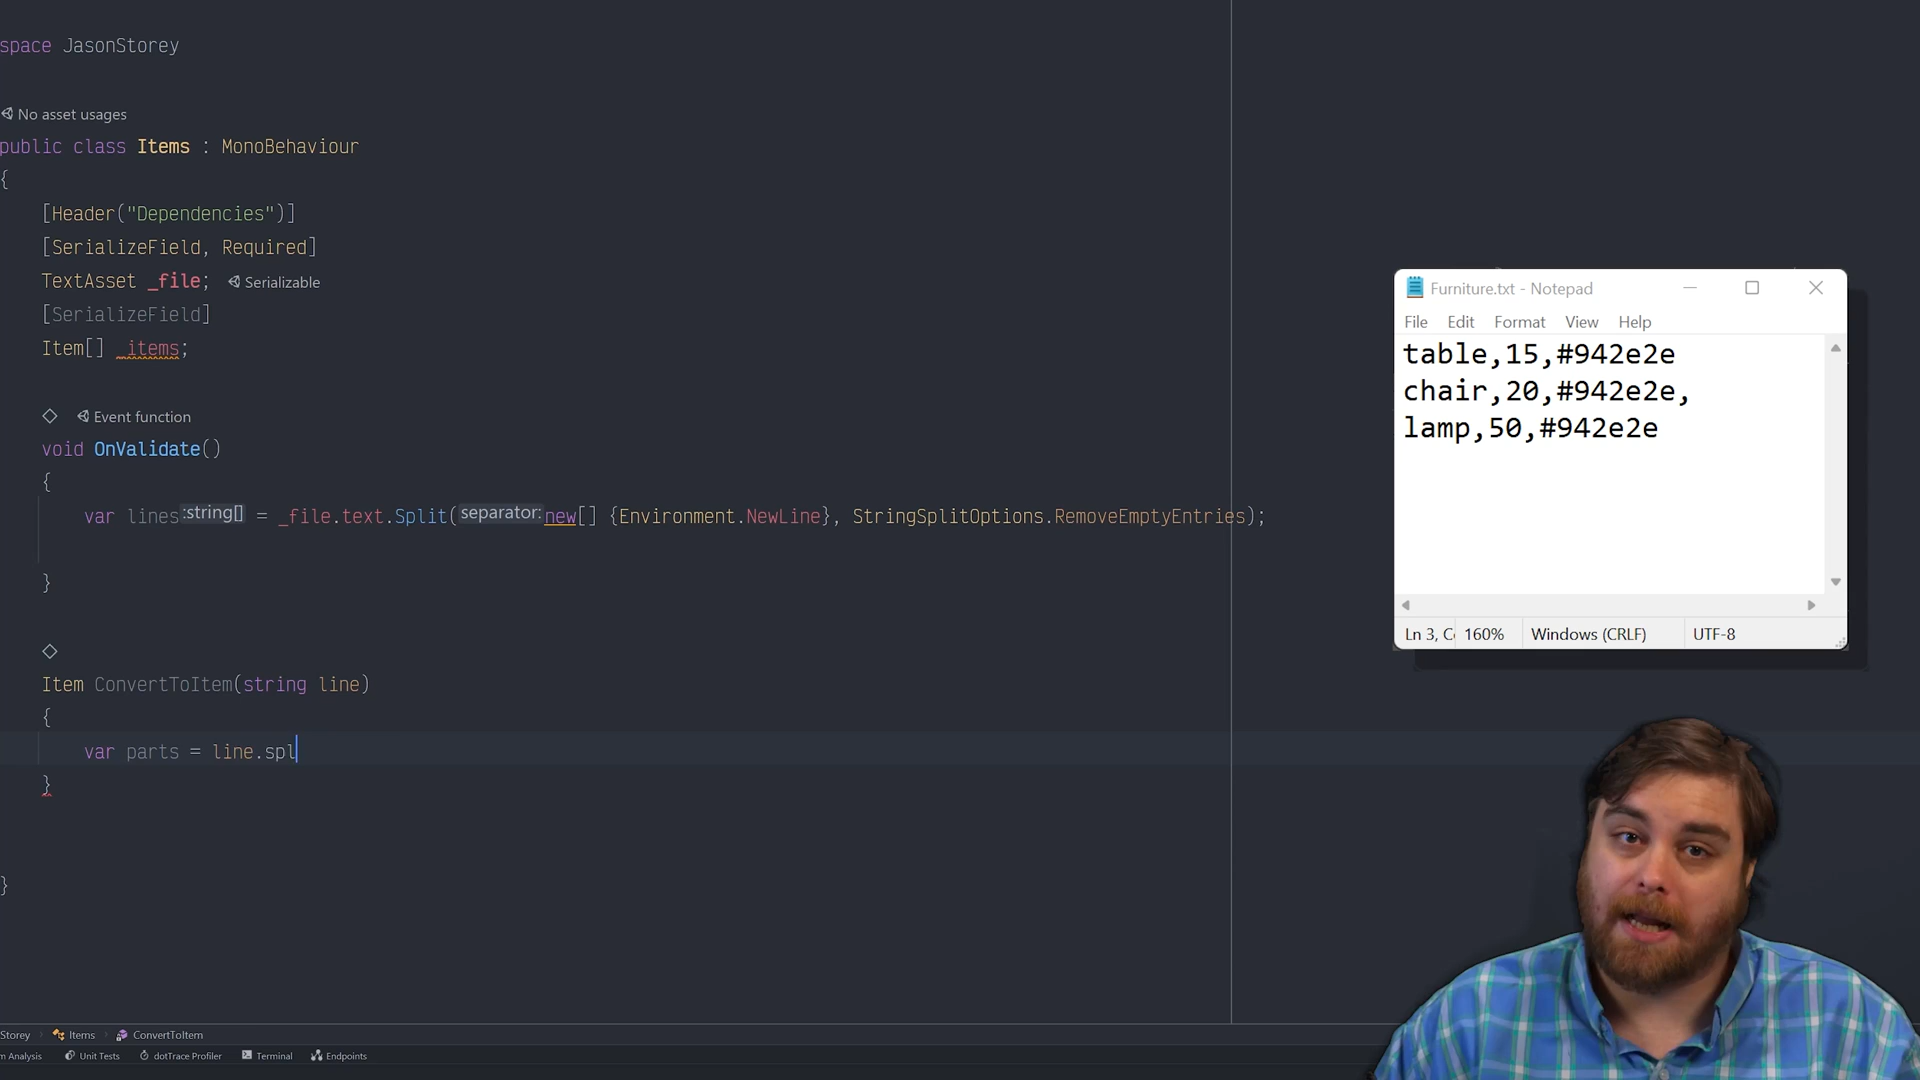 space JasonStorey
No asset usages
public class Items : MonoBehaviour
{
[Header("Dependencies")]
[SerializeField, Required]
TextAsset _file; Serializable
[SerializeField]
Item[] _items;
Event function
void OnValidate()
{
var lines:string[] = _file.text.Split(separator:new[] {Environment.NewLine}, StringSplitOptions.RemoveEmptyEntries);
}
Item ConvertToItem(string line)
{
var parts = line.spl
}
}
Storey Items ConvertToItem
m Analysis Unit Tests dotTrace Profiler Terminal Endpoints
Furniture.txt - Notepad
File Edit Format View Help
table,15,#942e2e
chair,20,#942e2e,
lamp,50,#942e2e
Ln 3, C 160% Windows (CRLF) UTF-8